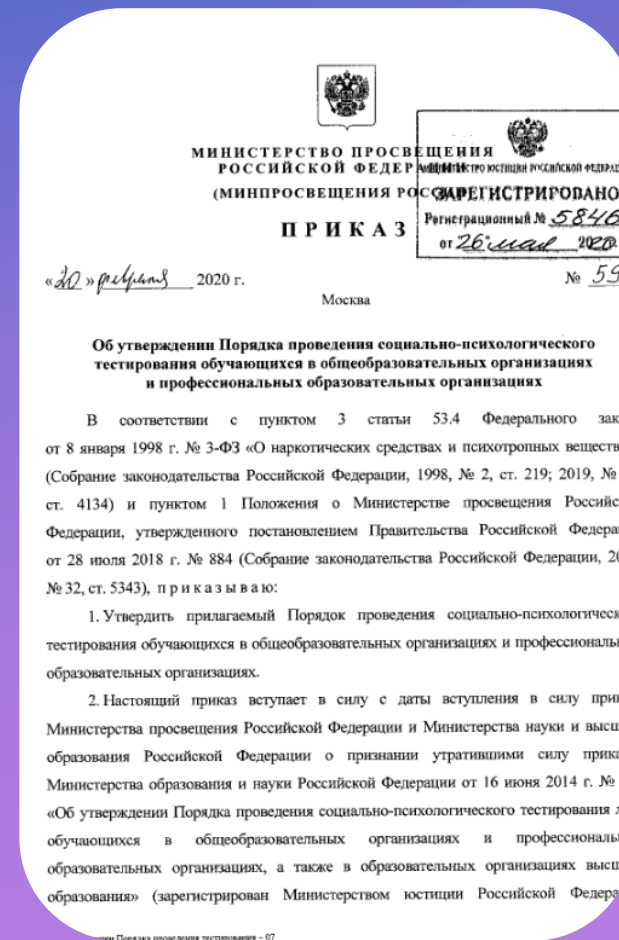 МИНИСТЕРСТВО ПРОСВЕЩЕНИЯ
РОССИЙСКОЙ ФЕДЕР
(МИНПРОСВЕЩЕНИЯ РОС
ПРИКАЗ
ЗАРЕГИСТРИРОВАНО
Регистрационный № 5846
от "26" мая 2020
«20» февраля 2020 г.
№ 59
Москва
Об утверждении Порядка проведения социально-психологического
тестирования обучающихся в общеобразовательных организациях
и профессиональных образовательных организациях
В соответствии с пунктом 3 статьи 53.4 Федерального зак
от 8 января 1998 г. № 3-ФЗ «О наркотических средствах и психотропных веществ
(Собрание законодательства Российской Федерации, 1998, № 2, ст. 219; 2019, №
ст. 4134) и пунктом 1 Положения о Министерстве просвещения Российс
Федерации, утвержденного постановлением Правительства Российской Федера
от 28 июля 2018 г. № 884 (Собрание законодательства Российской Федерации, 20
№ 32, ст. 5343), приказываю:
1. Утвердить прилагаемый Порядок проведения социально-психологическ
тестирования обучающихся в общеобразовательных организациях и профессиональ
образовательных организациях.
2. Настоящий приказ вступает в силу с даты вступления в силу прик
Министерства просвещения Российской Федерации и Министерства науки и высш
образования Российской Федерации о признании утратившими силу прика
Министерства образования и науки Российской Федерации от 16 июня 2014 г. №
«Об утверждении Порядка проведения социально-психологического тестирования л
обучающихся в общеобразовательных организациях и профессиональ
образовательных организациях, а также в образовательных организациях высш
образования» (зарегистрирован Министерством юстиции Российской Федера
Порядка проведения тестирования – 07